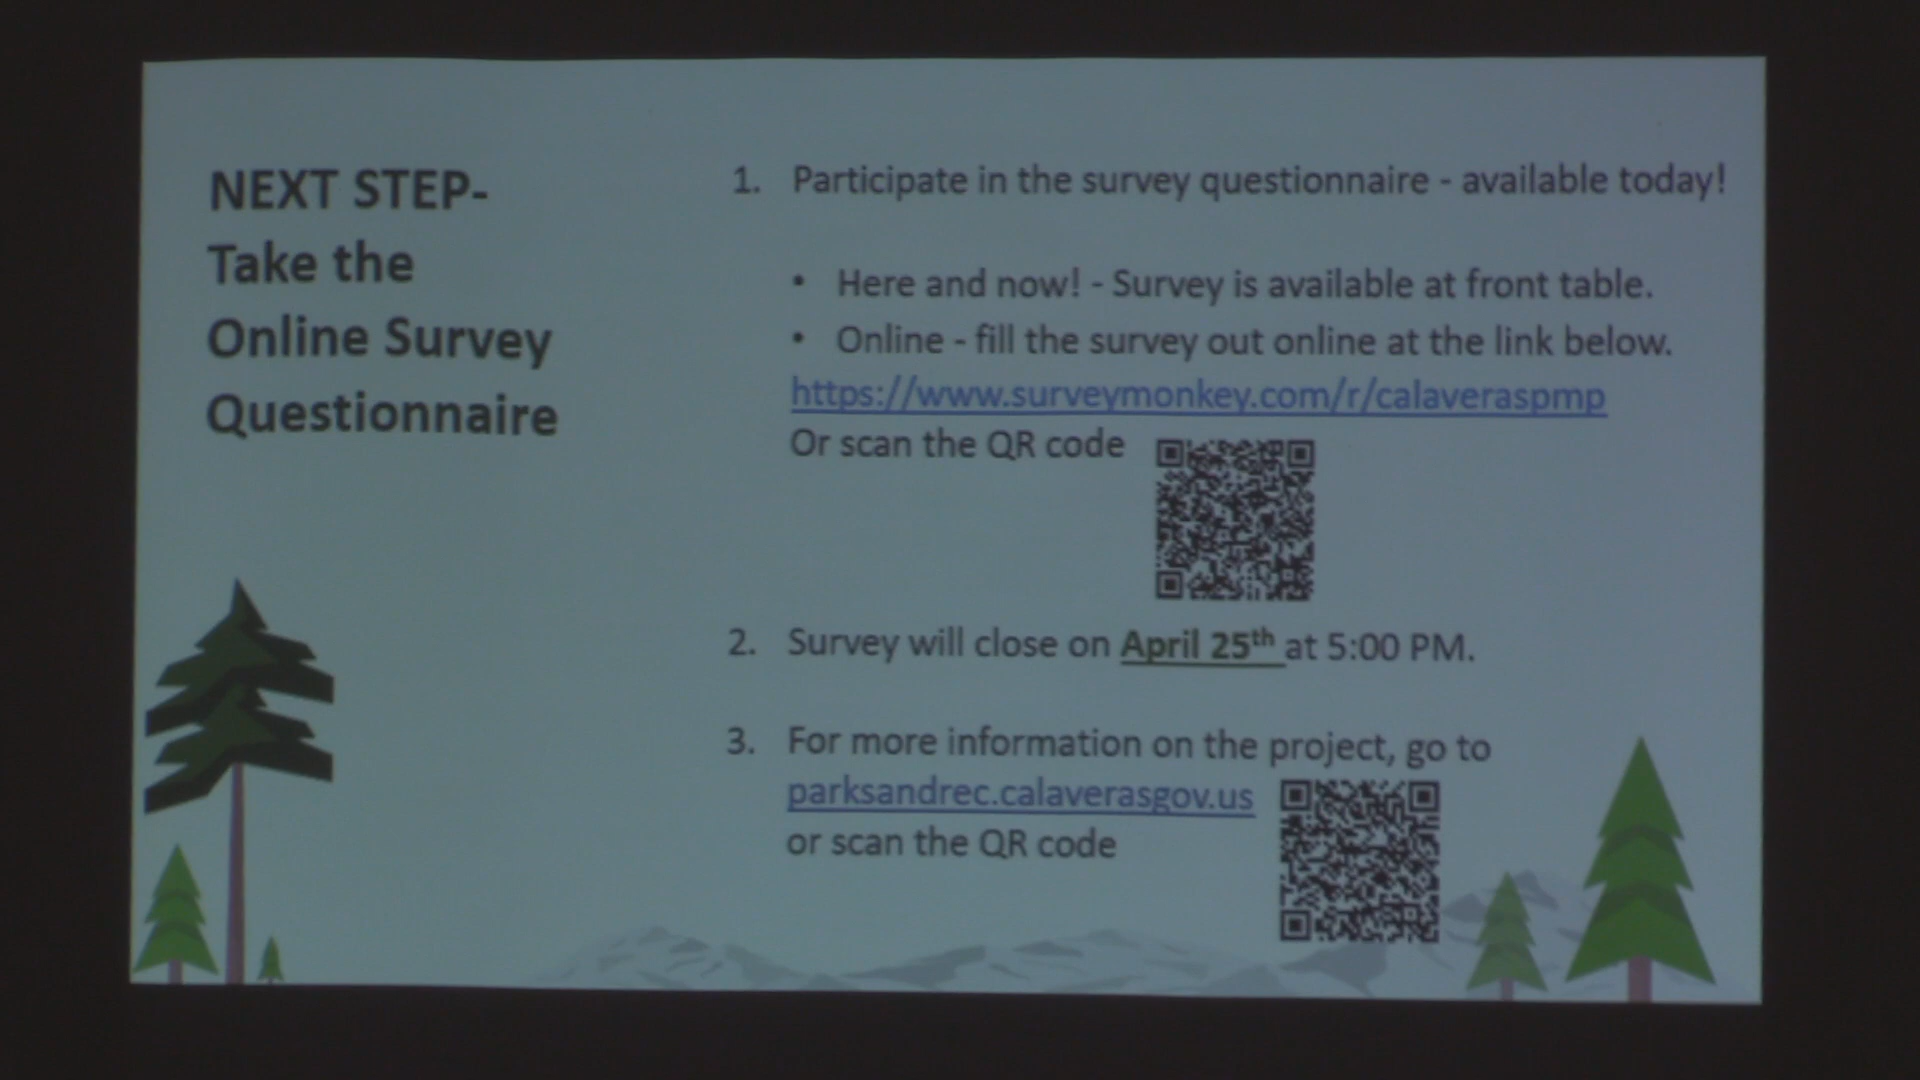 NEXT STEP-
Take the
Online Survey
Questionnaire
1. Participate in the survey questionnaire - available today!
• Here and now! - Survey is available at front table.
• Online - fill the survey out online at the link below.
https://www.surveymonkey.com/r/calaveraspmp
Or scan the QR code
2. Survey will close on April 25th at 5:00 PM.
3. For more information on the project, go to
parksandrec.calaverasgov.us
or scan the QR code